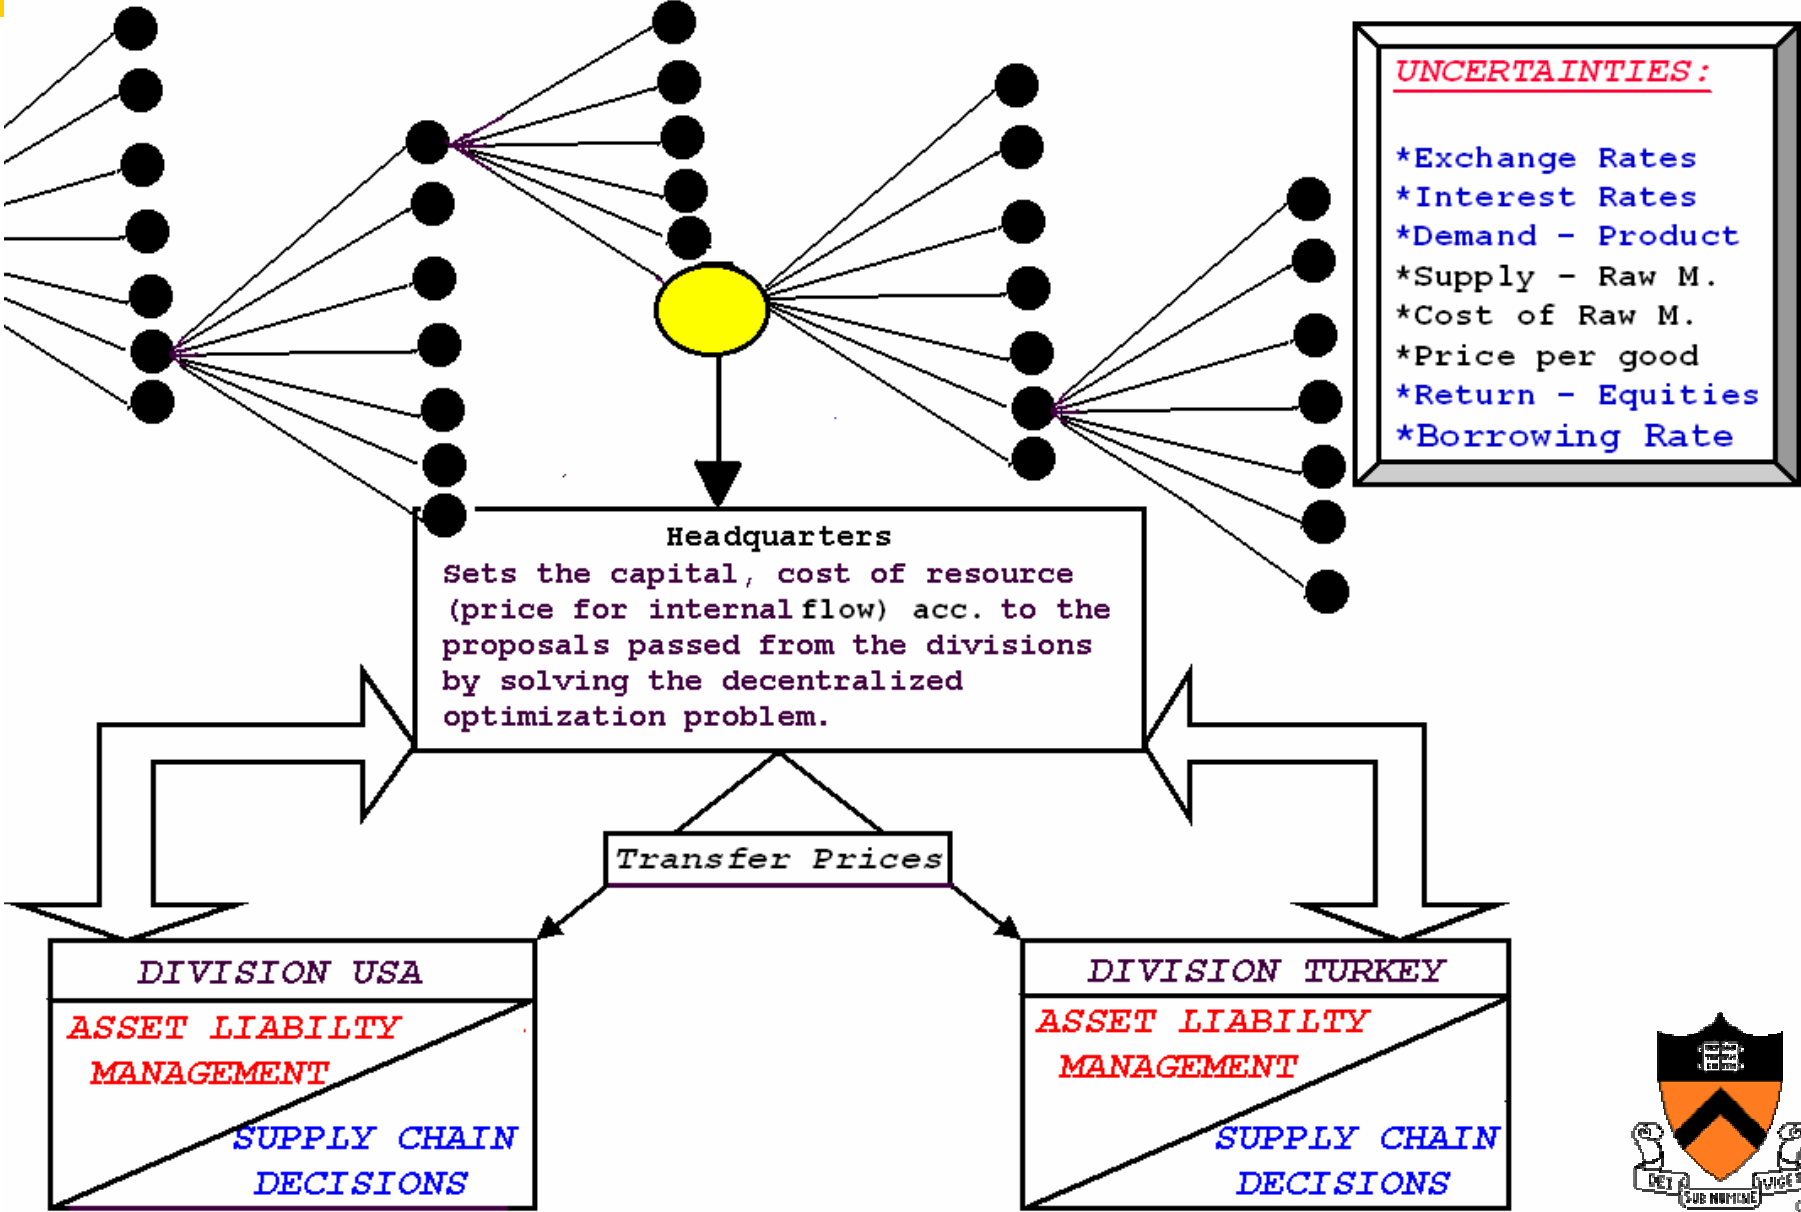 UNCERTAINTIES:
*Exchange Rates
*Interest Rates
*Demand - Product
*Supply - Raw M.
*Cost of Raw M.
*Price per good
*Return - Equities
*Borrowing Rate
Headquarters
Sets the capital, cost of resource
(price for internal flow) acc. to the
proposals passed from the divisions
by solving the decentralized
optimization problem.
Transfer Prices
DIVISION USA
ASSET LIABILTY
MANAGEMENT
SUPPLY CHAIN
DECISIONS
DIVISION TURKEY
ASSET LIABILTY
MANAGEMENT
SUPPLY CHAIN
DECISIONS
DEI
SUB NUMINE